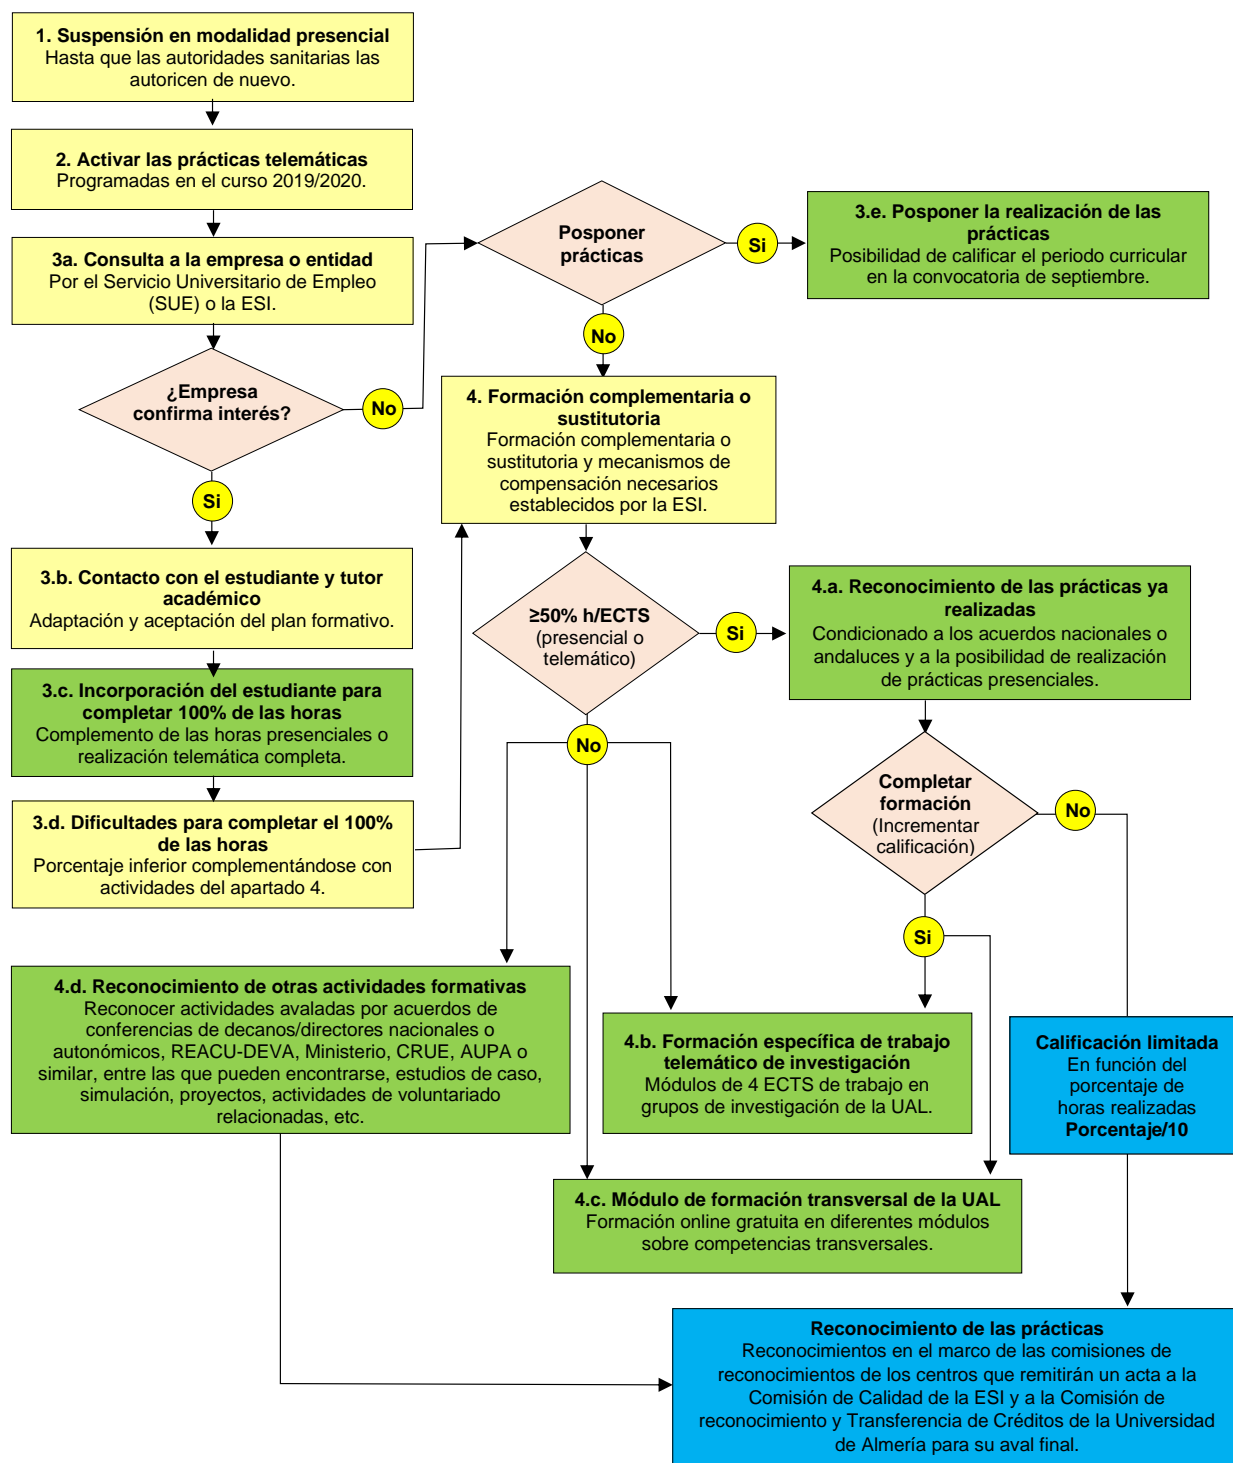 1. Suspensión en modalidad presencial
Hasta que las autoridades sanitarias las
autoricen de nuevo.
2. Activar las prácticas telemáticas
Programadas en el curso 2019/2020.
3a. Consulta a la empresa o entidad
Por el Servicio Universitario de Empleo
(SUE) o la ESI.
Posponer
prácticas
Si
3.e. Posponer la realización de las
prácticas
Posibilidad de calificar el periodo curricular
en la convocatoria de septiembre.
No
¿Empresa
confirma interés?
No
Si
4. Formación complementaria o
sustitutoria
Formación complementaria o
sustitutoria y mecanismos de
compensación necesarios
establecidos por la ESI.
3.b. Contacto con el estudiante y tutor
académico
Adaptación y aceptación del plan formativo.
≥50% h/ECTS
(presencial o
telemático)
Si
4.a. Reconocimiento de las prácticas ya
realizadas
Condicionado a los acuerdos nacionales o
andaluces y a la posibilidad de realización
de prácticas presenciales.
3.c. Incorporación del estudiante para
completar 100% de las horas
Complemento de las horas presenciales o
realización telemática completa.
No
Completar
formación
(Incrementar
calificación)
No
3.d. Dificultades para completar el 100%
de las horas
Porcentaje inferior complementándose con
actividades del apartado 4.
Si
4.d. Reconocimiento de otras actividades formativas
Reconocer actividades avaladas por acuerdos de
conferencias de decanos/directores nacionales o
autonómicos, REACU-DEVA, Ministerio, CRUE, AUPA o
similar, entre las que pueden encontrarse, estudios de caso,
simulación, proyectos, actividades de voluntariado
relacionadas, etc.
4.b. Formación específica de trabajo
telemático de investigación
Módulos de 4 ECTS de trabajo en
grupos de investigación de la UAL.
Calificación limitada
En función del
porcentaje de
horas realizadas
Porcentaje/10
4.c. Módulo de formación transversal de la UAL
Formación online gratuita en diferentes módulos
sobre competencias transversales.
Reconocimiento de las prácticas
Reconocimientos en el marco de las comisiones de
reconocimientos de los centros que remitirán un acta a la
Comisión de Calidad de la ESI y a la Comisión de
reconocimiento y Transferencia de Créditos de la Universidad
de Almería para su aval final.